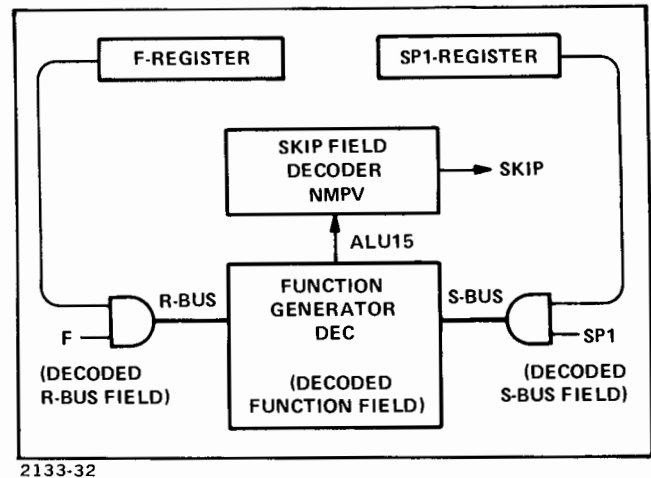 F-REGISTER
SP1-REGISTER
SKIP FIELD
DECODER
NMPV
SKIP
ALU15
R-BUS
FUNCTION
GENERATOR
DEC
S-BUS
F
SP1
(DECODED
R-BUS FIELD)
(DECODED
FUNCTION FIELD)
(DECODED
S-BUS FIELD)
2133-32